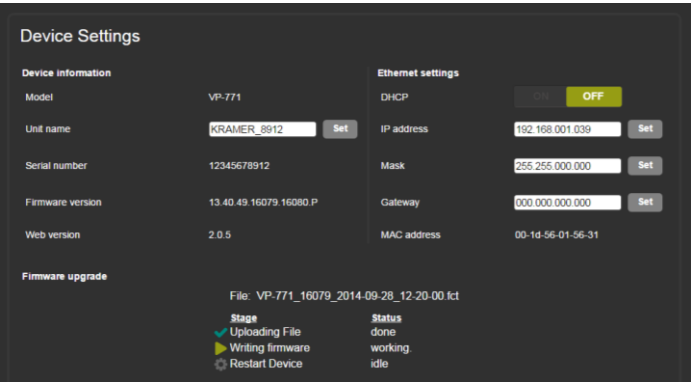 Device Settings
Device information
Model VP-771
Unit name KRAMER_8912 Set
Serial number 12345678912
Firmware version 13.40.49.16079.16080.P
Web version 2.0.5
Ethernet settings
DHCP ON OFF
IP address 192.168.001.039 Set
Mask 255.255.000.000 Set
Gateway 000.000.000.000 Set
MAC address 00-1d-56-01-56-31
Firmware upgrade
File: VP-771_16079_2014-09-28_12-20-00.fct
Stage Status
Uploading File done
Writing firmware working.
Restart Device idle